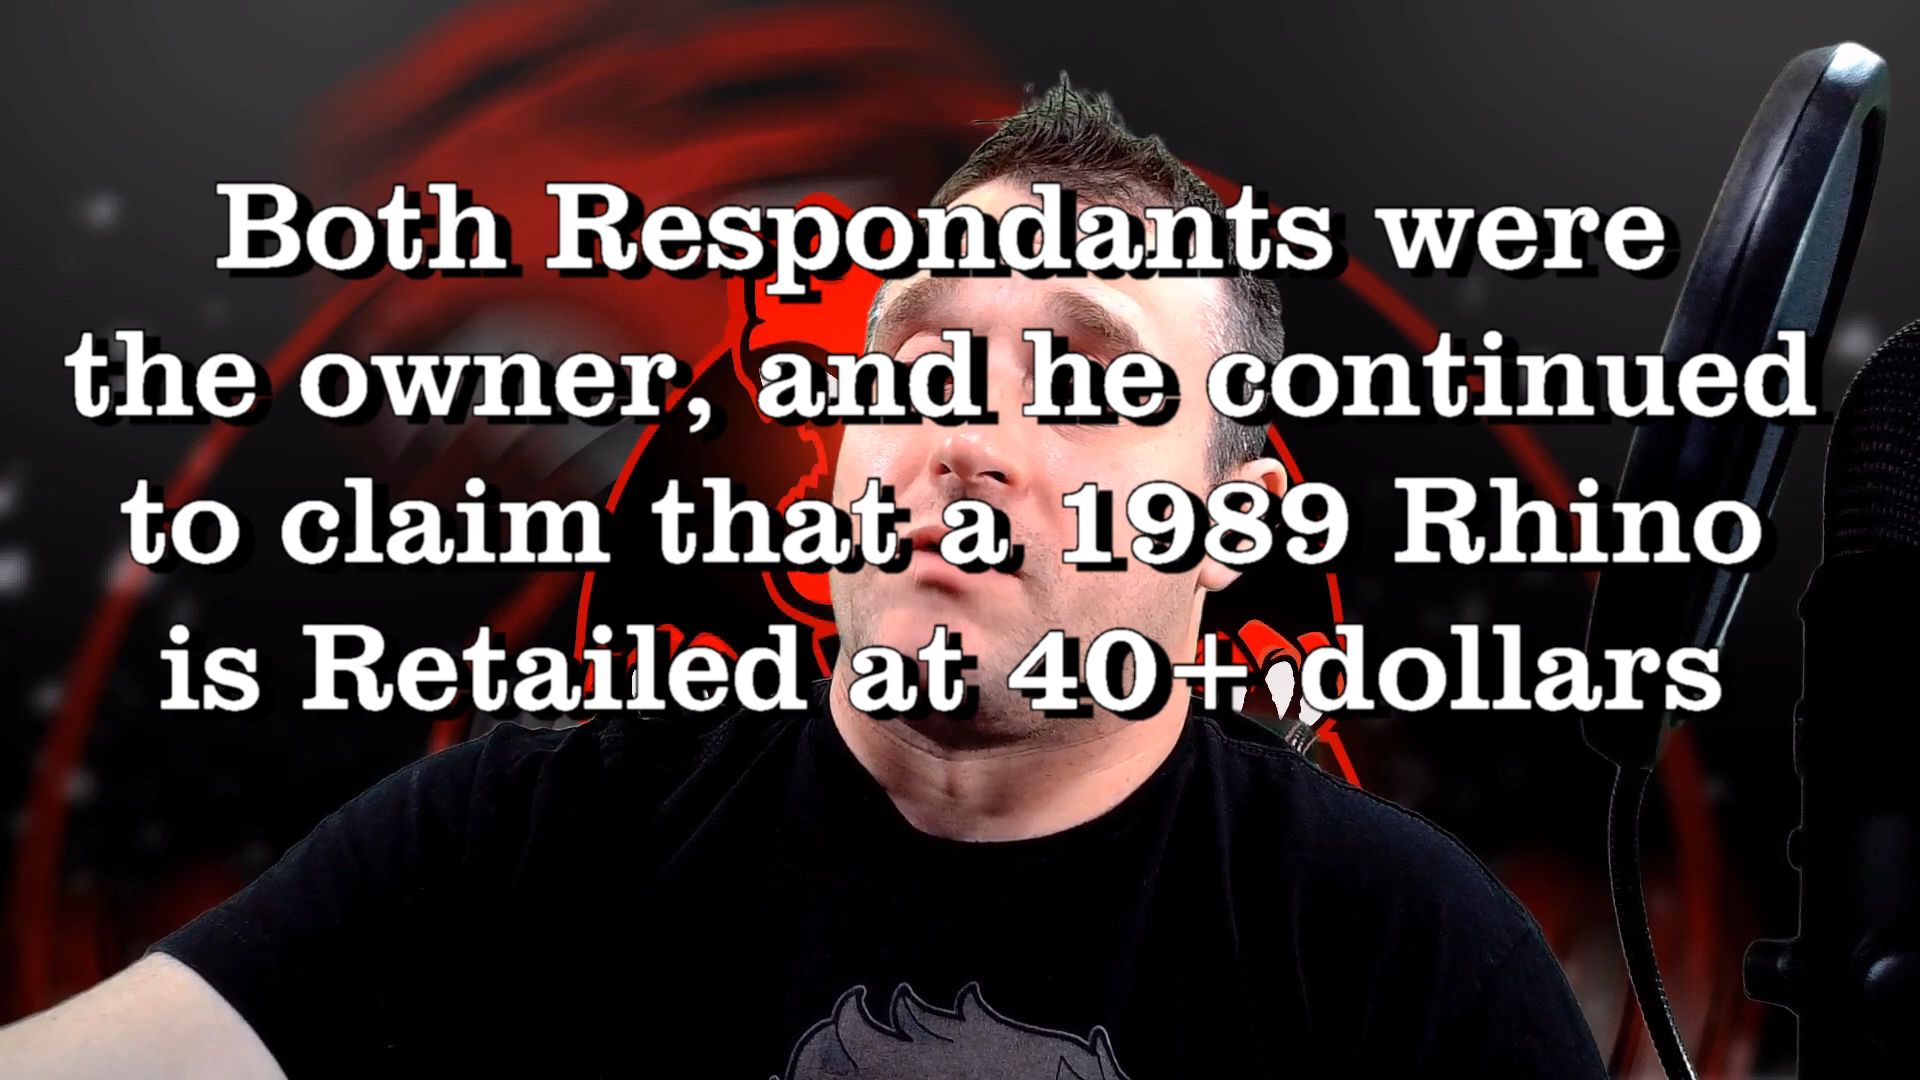 Both Respondants were
the owner, and he continued
to claim that a 1989 Rhino
is Retailed at 40+ dollars